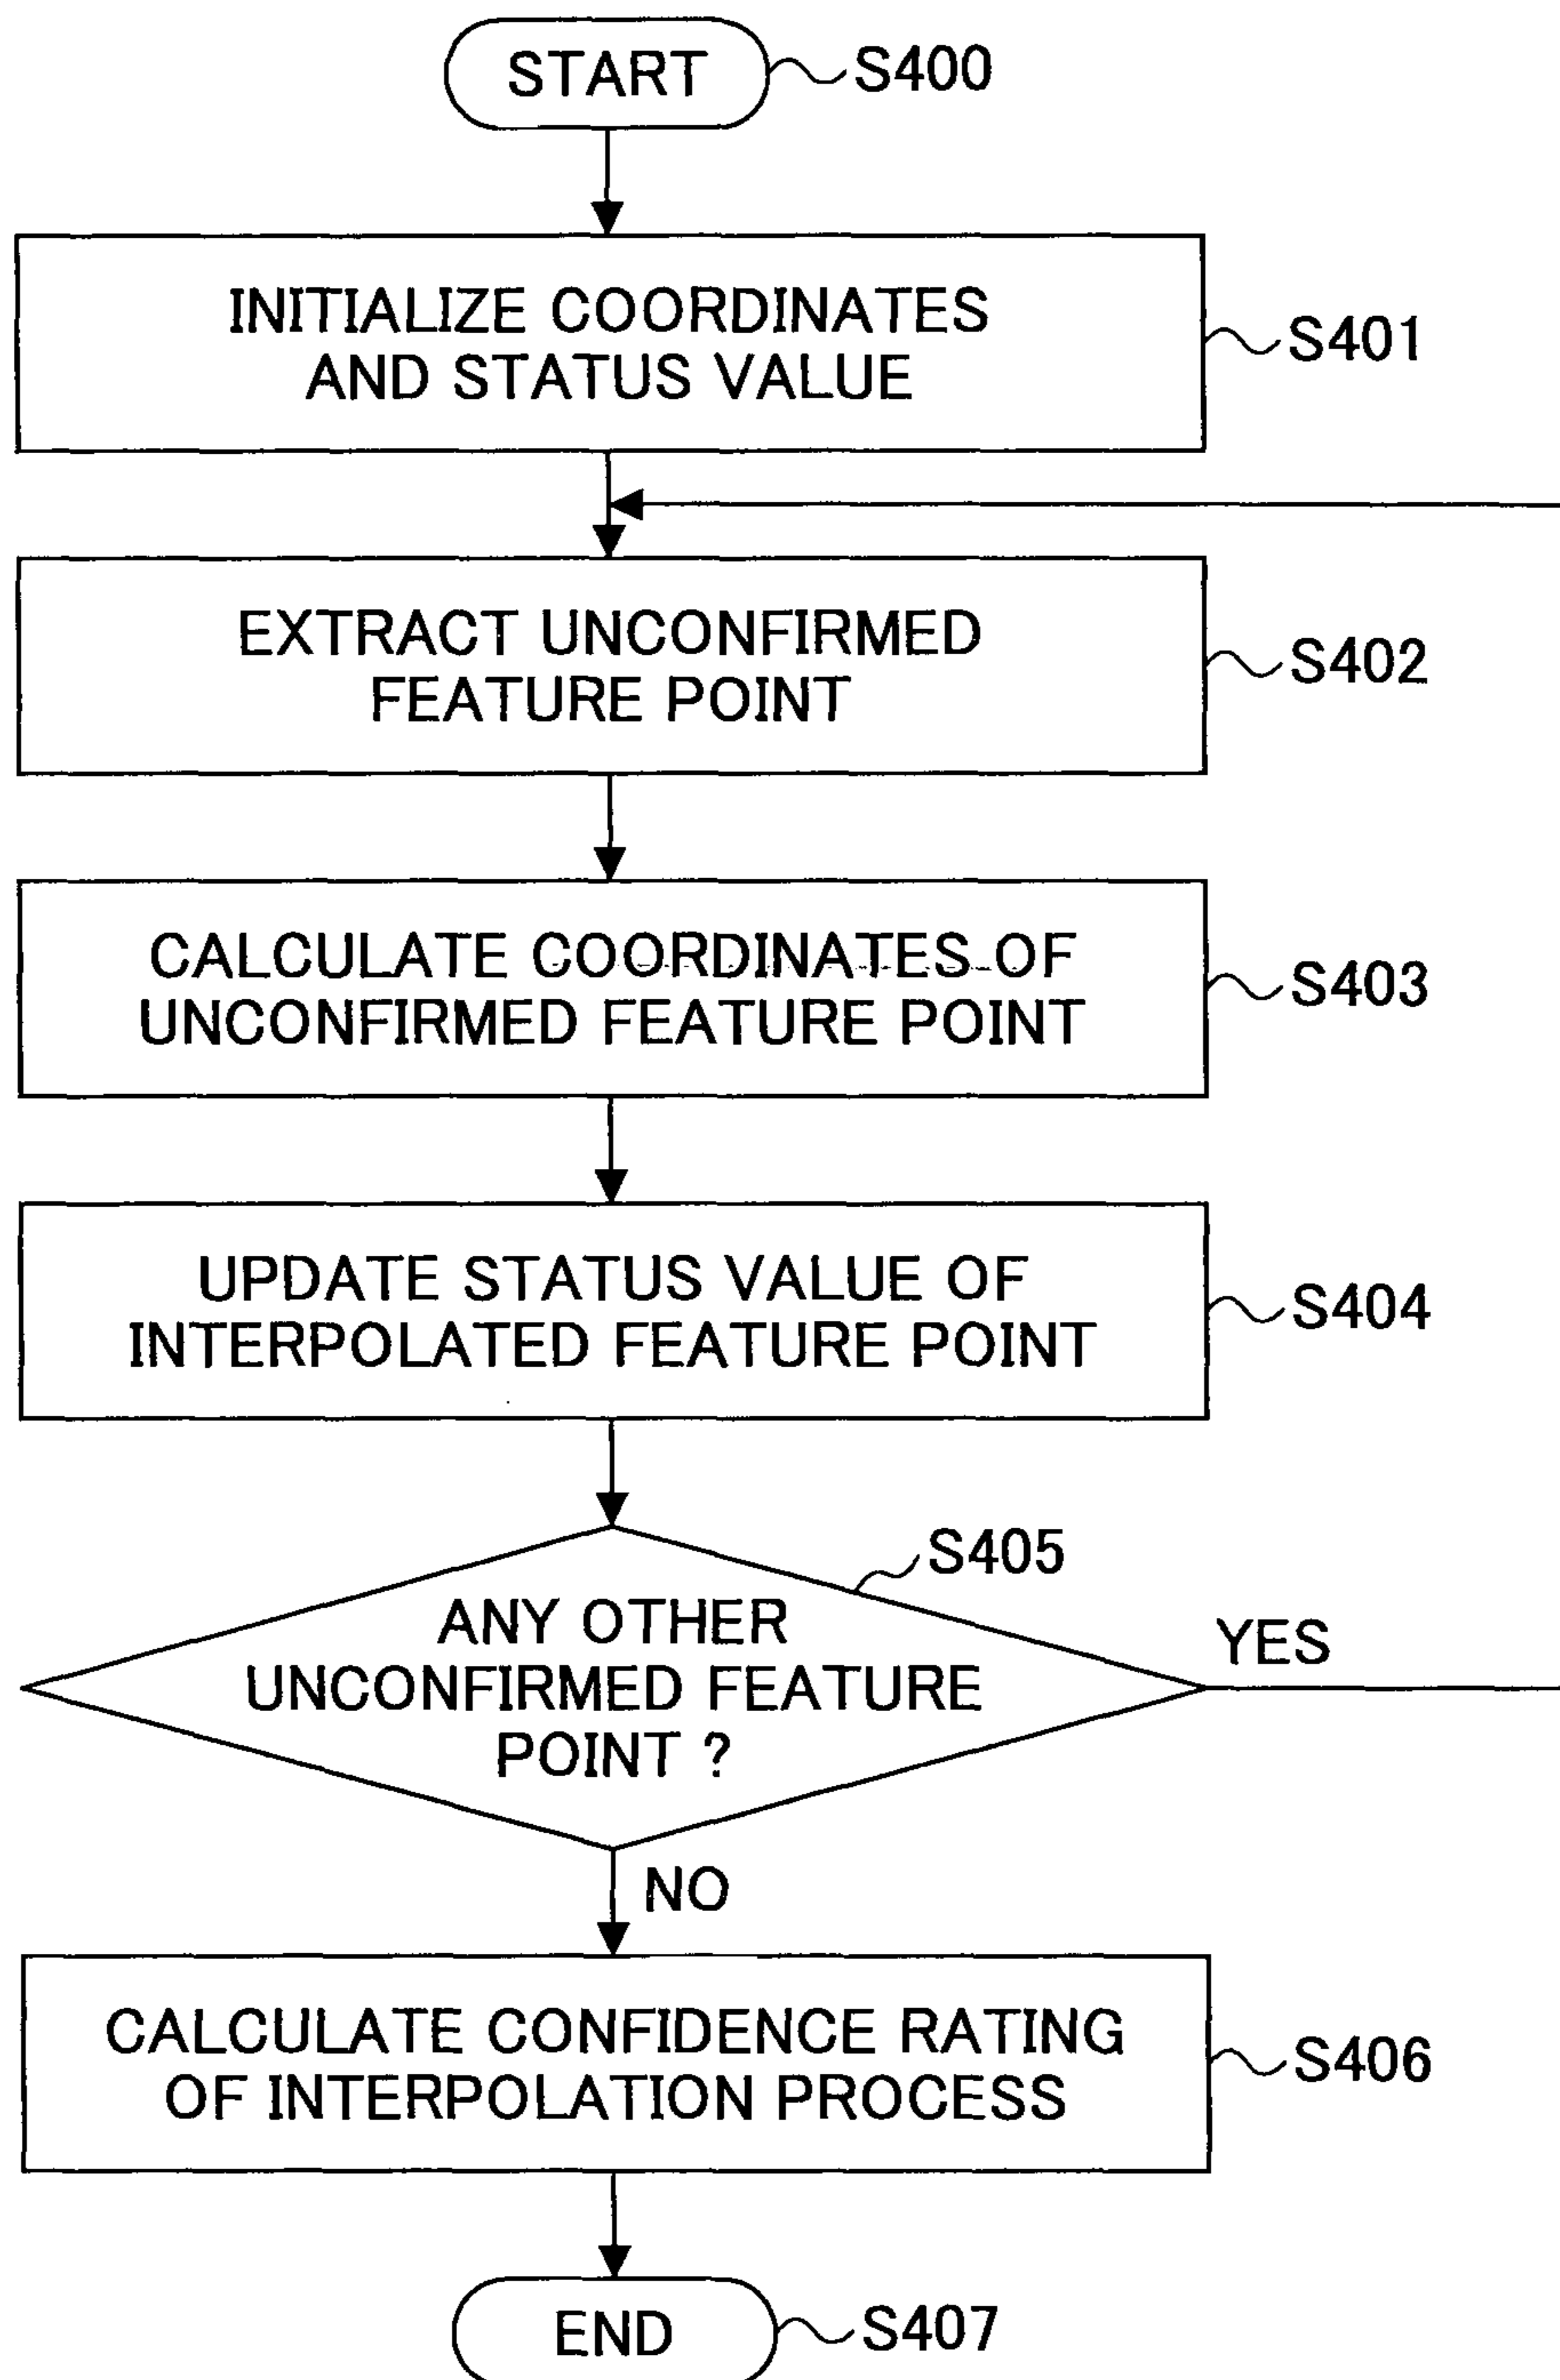 START
S400
INITIALIZE COORDINATES
AND STATUS VALUE
S401
EXTRACT UNCONFIRMED
FEATURE POINT
S402
CALCULATE COORDINATES OF
UNCONFIRMED FEATURE POINT
S403
UPDATE STATUS VALUE OF
INTERPOLATED FEATURE POINT
S404
S405
ANY OTHER
UNCONFIRMED FEATURE
POINT ?
YES
NO
CALCULATE CONFIDENCE RATING
OF INTERPOLATION PROCESS
S406
END
S407